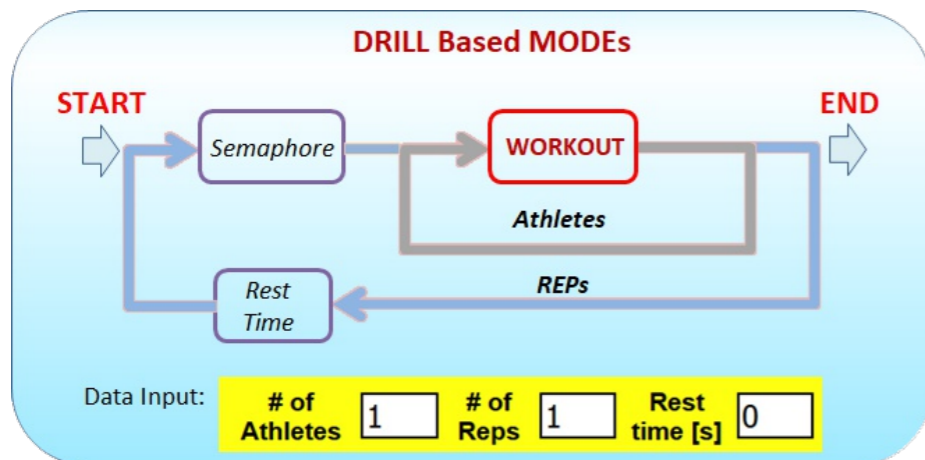 DRILL Based MODEs
START
END
Semaphore
WORKOUT
Athletes
REPs
Rest
Time
Data Input:
# of
Athletes
1
# of
Reps
1
Rest
time [s]
0